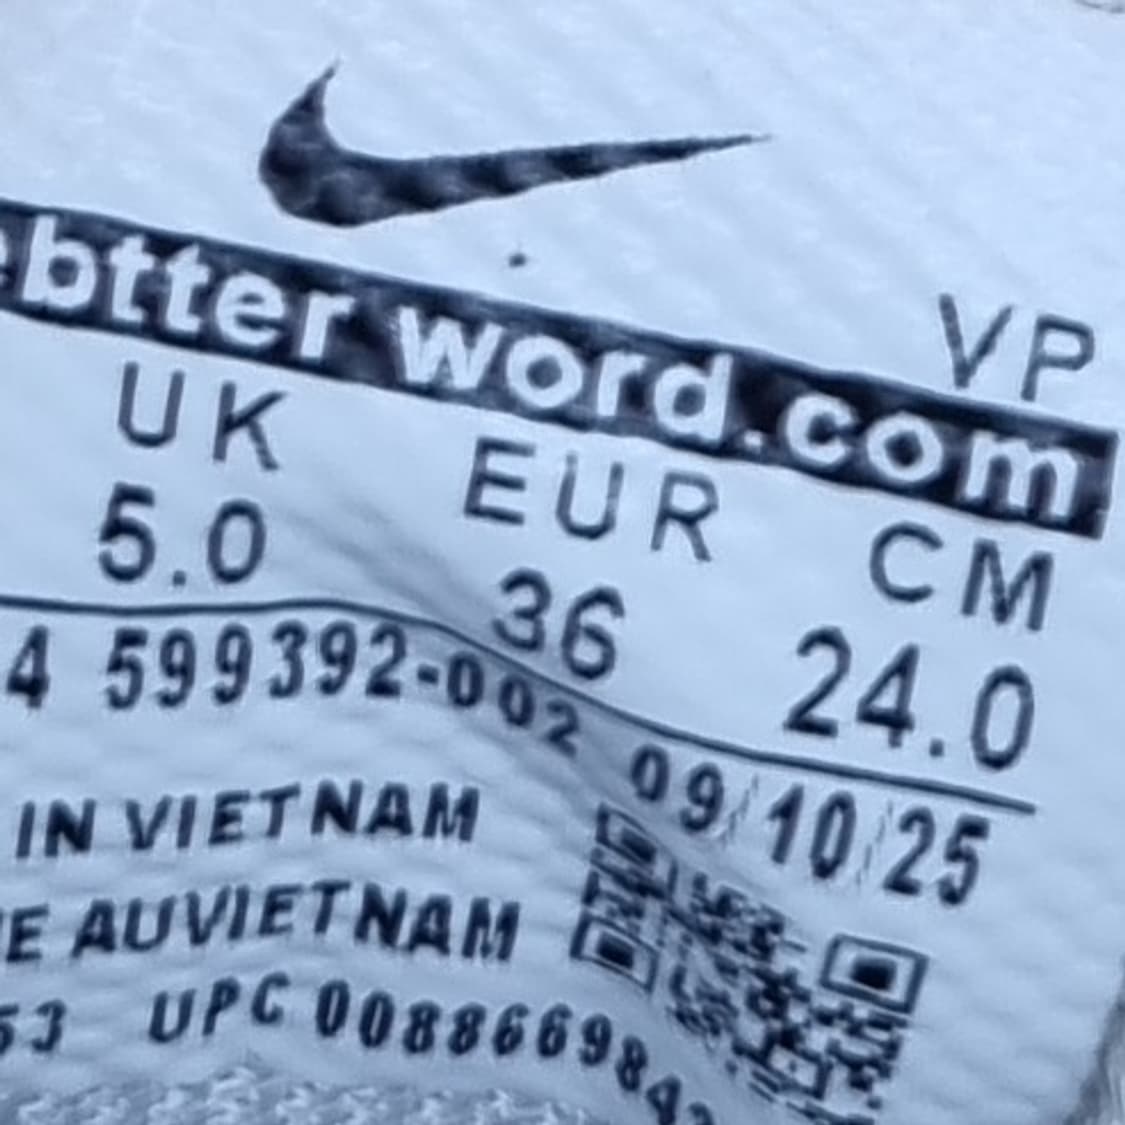 VP
ebtter word.com
UK EUR CM
5.0 36 24.0
4 599392-002 09/10/25
IN VIETNAM
E AUVIETNAM
53 UPC 0088669842